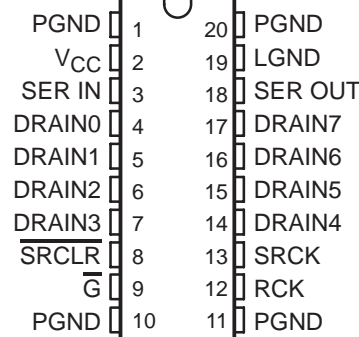 PGND 1 20 PGND
VCC 2 19 LGND
SER IN 3 18 SER OUT
DRAIN0 4 17 DRAIN7
DRAIN1 5 16 DRAIN6
DRAIN2 6 15 DRAIN5
DRAIN3 7 14 DRAIN4
S̅R̅C̅L̅R̅ 8 13 SRCK
G̅ 9 12 RCK
PGND 10 11 PGND